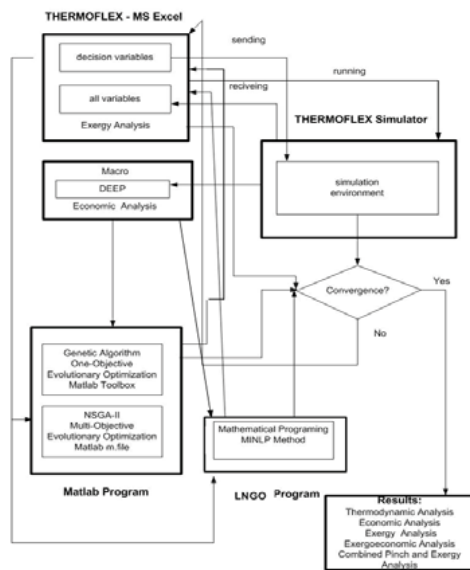 THERMOFLEX - MS Excel
sending
decision variables
running
reciveing
all variables
THERMOFLEX Simulator
Exergy Analysis
Macro
DEEP
Economic Analysis
simulation
environment
Convergence?
Yes
No
Genetic Algorithm
One-Objective
Evolutionary Optimization
Matlab Toolbox
NSGA-II
Multi-Objective
Evolutionary Optimization
Matlab m.file
Matlab Program
Mathematical Programing
MINLP Method
LNGO Program
Results:
Thermodynamic Analysis
Economic Analysis
Exergy Analysis
Exergoeconomic Analysis
Combined Pinch and Exergy
Analysis